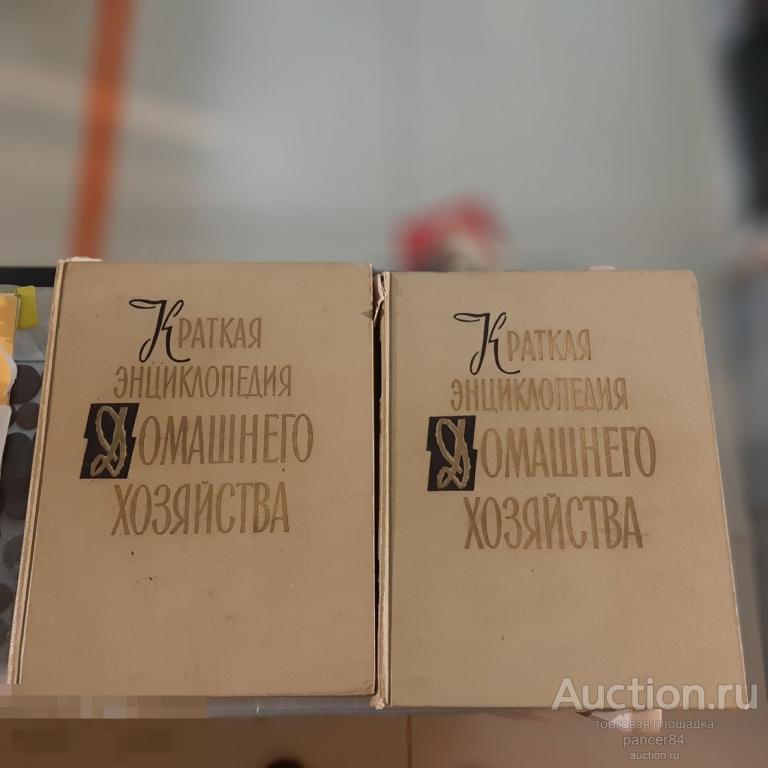 КРАТКАЯ
ЭНЦИКЛОПЕДИЯ
ДОМАШНЕГО
ХОЗЯЙСТВА
КРАТКАЯ
ЭНЦИКЛОПЕДИЯ
ДОМАШНЕГО
ХОЗЯЙСТВА
Auction.ru
торговая площадка
pancer84
auction.ru